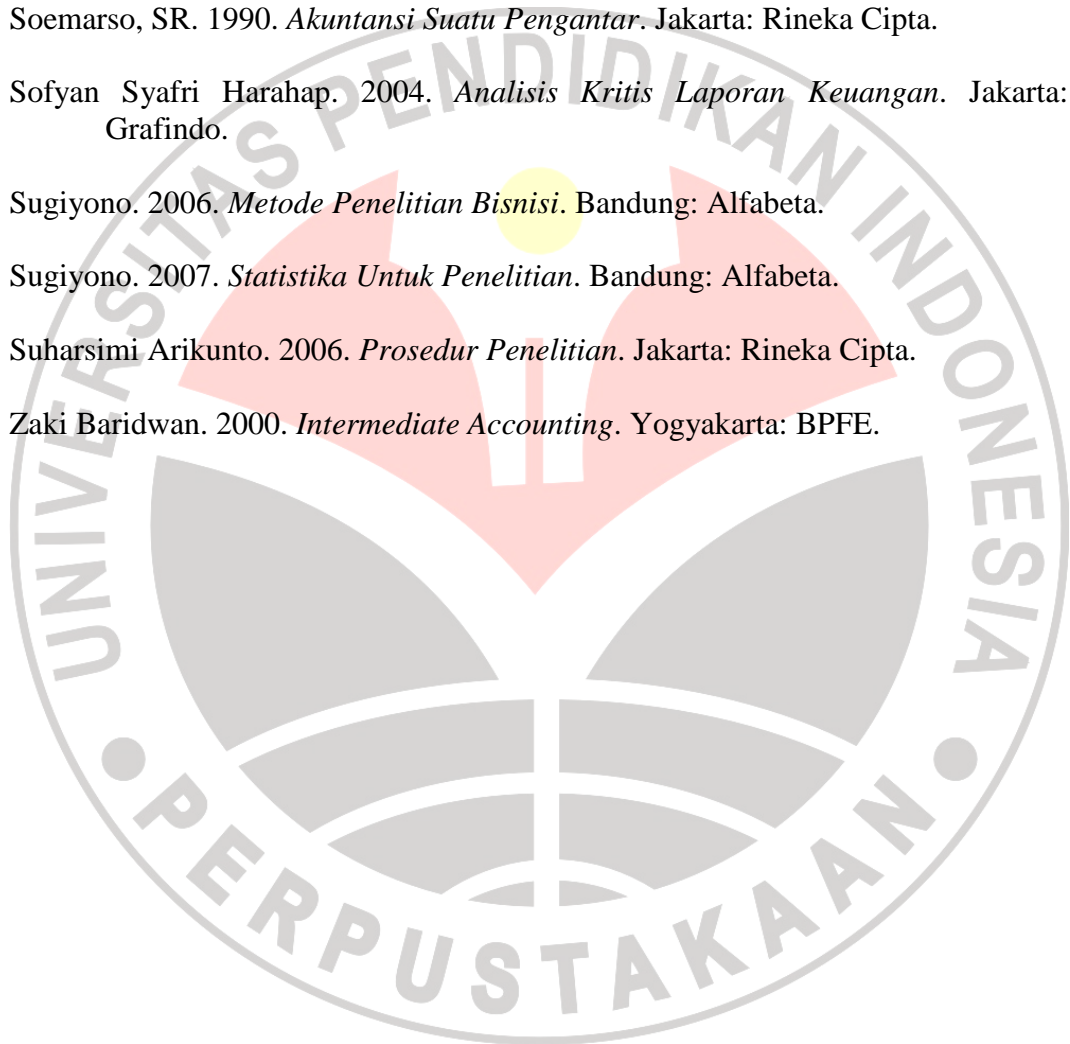 Soemarso, SR. 1990. Akuntansi Suatu Pengantar. Jakarta: Rineka Cipta.
Sofyan Syafri Harahap. 2004. Analisis Kritis Laporan Keuangan. Jakarta:
Grafindo.
Sugiyono. 2006. Metode Penelitian Bisnisi. Bandung: Alfabeta.
Sugiyono. 2007. Statistika Untuk Penelitian. Bandung: Alfabeta.
Suharsimi Arikunto. 2006. Prosedur Penelitian. Jakarta: Rineka Cipta.
Zaki Baridwan. 2000. Intermediate Accounting. Yogyakarta: BPFE.
UNIVERSITAS PENDIDIKAN INDONESIA
PERPUSTAKAAN